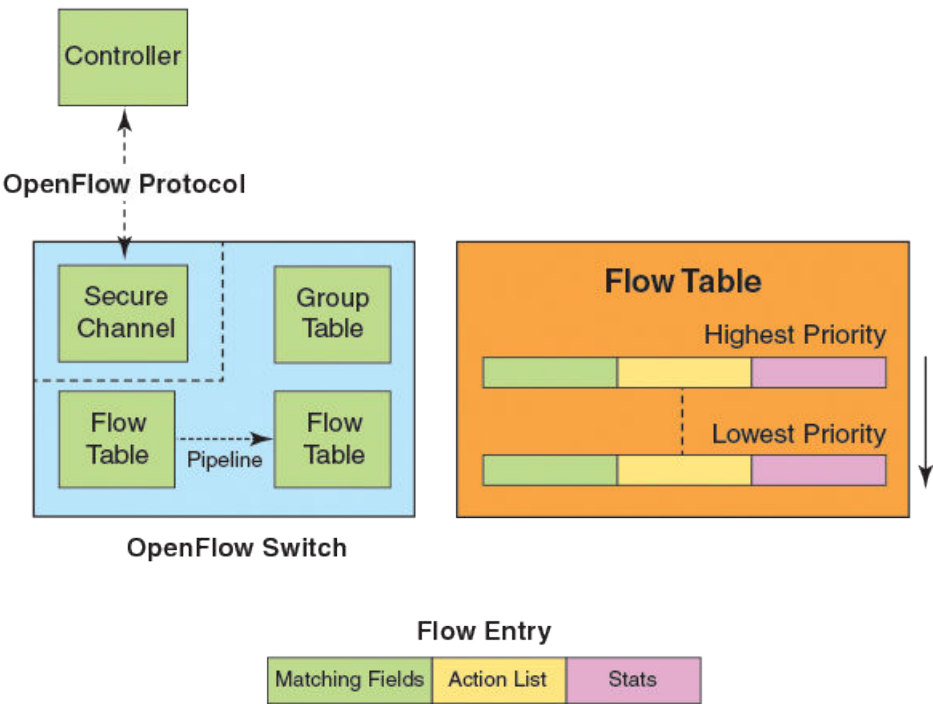 Controller
OpenFlow Protocol
Secure
Channel
Group
Table
Flow
Table
Pipeline
Flow
Table
OpenFlow Switch
Flow Table
Highest Priority
Lowest Priority
Flow Entry
Matching Fields
Action List
Stats